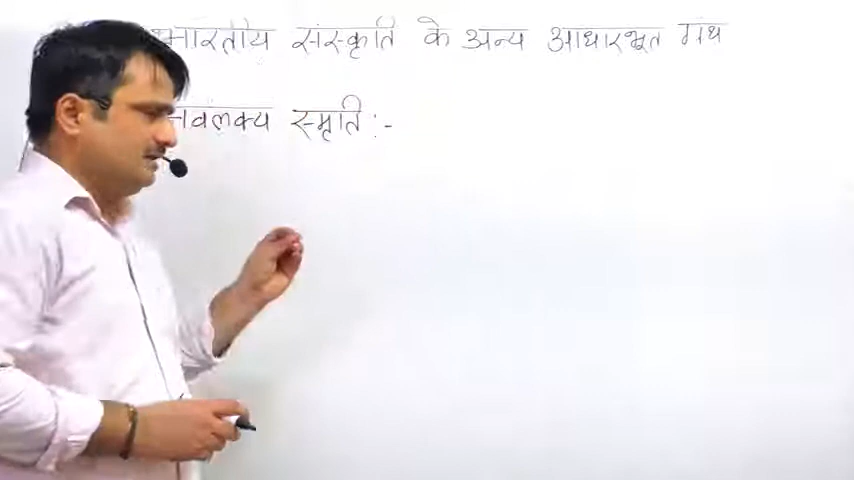 भारतीय संस्कृति के अन्य आधारभूत ग्रंथ
स्मृति :-